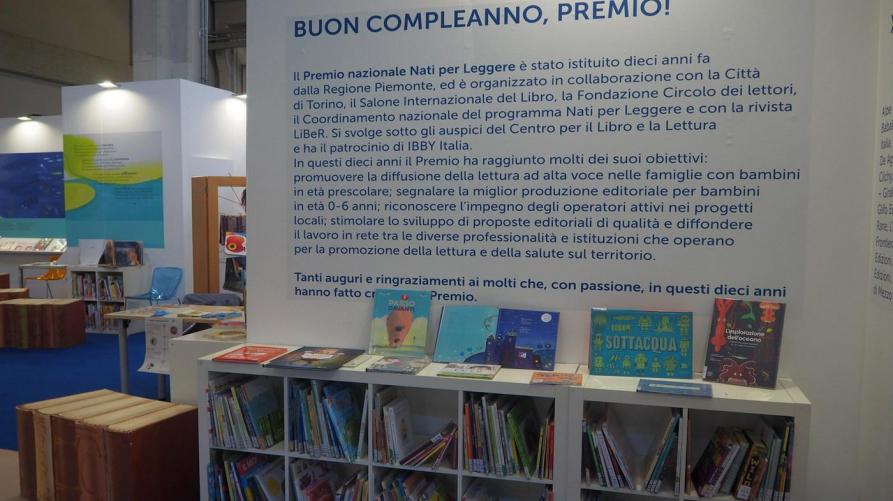 BUON COMPLEANNO, PREMIO!
Il Premio nazionale Nati per Leggere è stato istituito dieci anni fa
dalla Regione Piemonte, ed è organizzato in collaborazione con la Città
di Torino, il Salone Internazionale del Libro, la Fondazione Circolo dei lettori,
il Coordinamento nazionale del programma Nati per Leggere e con la rivista
LiBeR. Si svolge sotto gli auspici del Centro per il Libro e la Lettura
e ha il patrocinio di IBBY Italia.
In questi dieci anni il Premio ha raggiunto molti dei suoi obiettivi:
promuovere la diffusione della lettura ad alta voce nelle famiglie con bambini
in età prescolare; segnalare la miglior produzione editoriale per bambini
in età 0-6 anni; riconoscere l'impegno degli operatori attivi nei progetti
locali; stimolare lo sviluppo di proposte editoriali di qualità e diffondere
il lavoro in rete tra le diverse professionalità e istituzioni che operano
per la promozione della lettura e della salute sul territorio.
Tanti auguri e ringraziamenti ai molti che, con passione, in questi dieci anni
hanno fatto Premio.
PASSO
DAVANTI
SOTTACQUA
L'esplorazione
dell'oceano
Edizioni
Edizioni